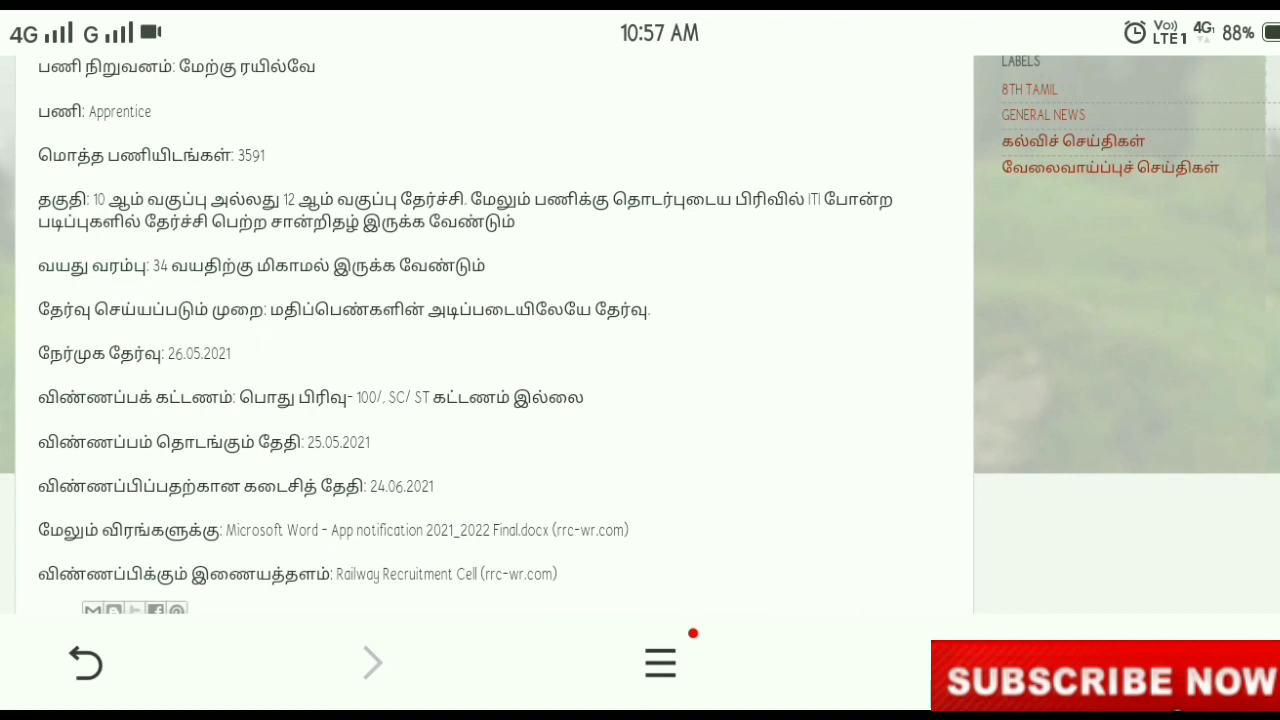 4G G 10:57 AM Vo)) LTE1 4G 88%
பணி நிறுவனம்: மேற்கு ரயில்வே
பணி: Apprentice
மொத்த பணியிடங்கள்: 3591
தகுதி: 10 ஆம் வகுப்பு அல்லது 12 ஆம் வகுப்பு தேர்ச்சி. மேலும் பணிக்கு தொடர்புடைய பிரிவில் ITI போன்ற
படிப்புகளில் தேர்ச்சி பெற்ற சான்றிதழ் இருக்க வேண்டும்
வயது வரம்பு: 34 வயதிற்கு மிகாமல் இருக்க வேண்டும்
தேர்வு செய்யப்படும் முறை: மதிப்பெண்களின் அடிப்படையிலேயே தேர்வு.
நேர்முக தேர்வு: 26.05.2021
விண்ணப்பக் கட்டணம்: பொது பிரிவு- 100/, SC/ ST கட்டணம் இல்லை
விண்ணப்பம் தொடங்கும் தேதி: 25.05.2021
விண்ணப்பிப்பதற்கான கடைசித் தேதி: 24.06.2021
மேலும் விரங்களுக்கு: Microsoft Word - App notification 2021_2022 Final.docx (rrc-wr.com)
விண்ணப்பிக்கும் இணையத்தளம்: Railway Recruitment Cell (rrc-wr.com)
LABELS
8TH TAMIL
GENERAL NEWS
கல்விச் செய்திகள்
வேலைவாய்ப்புச் செய்திகள்
SUBSCRIBE NOW